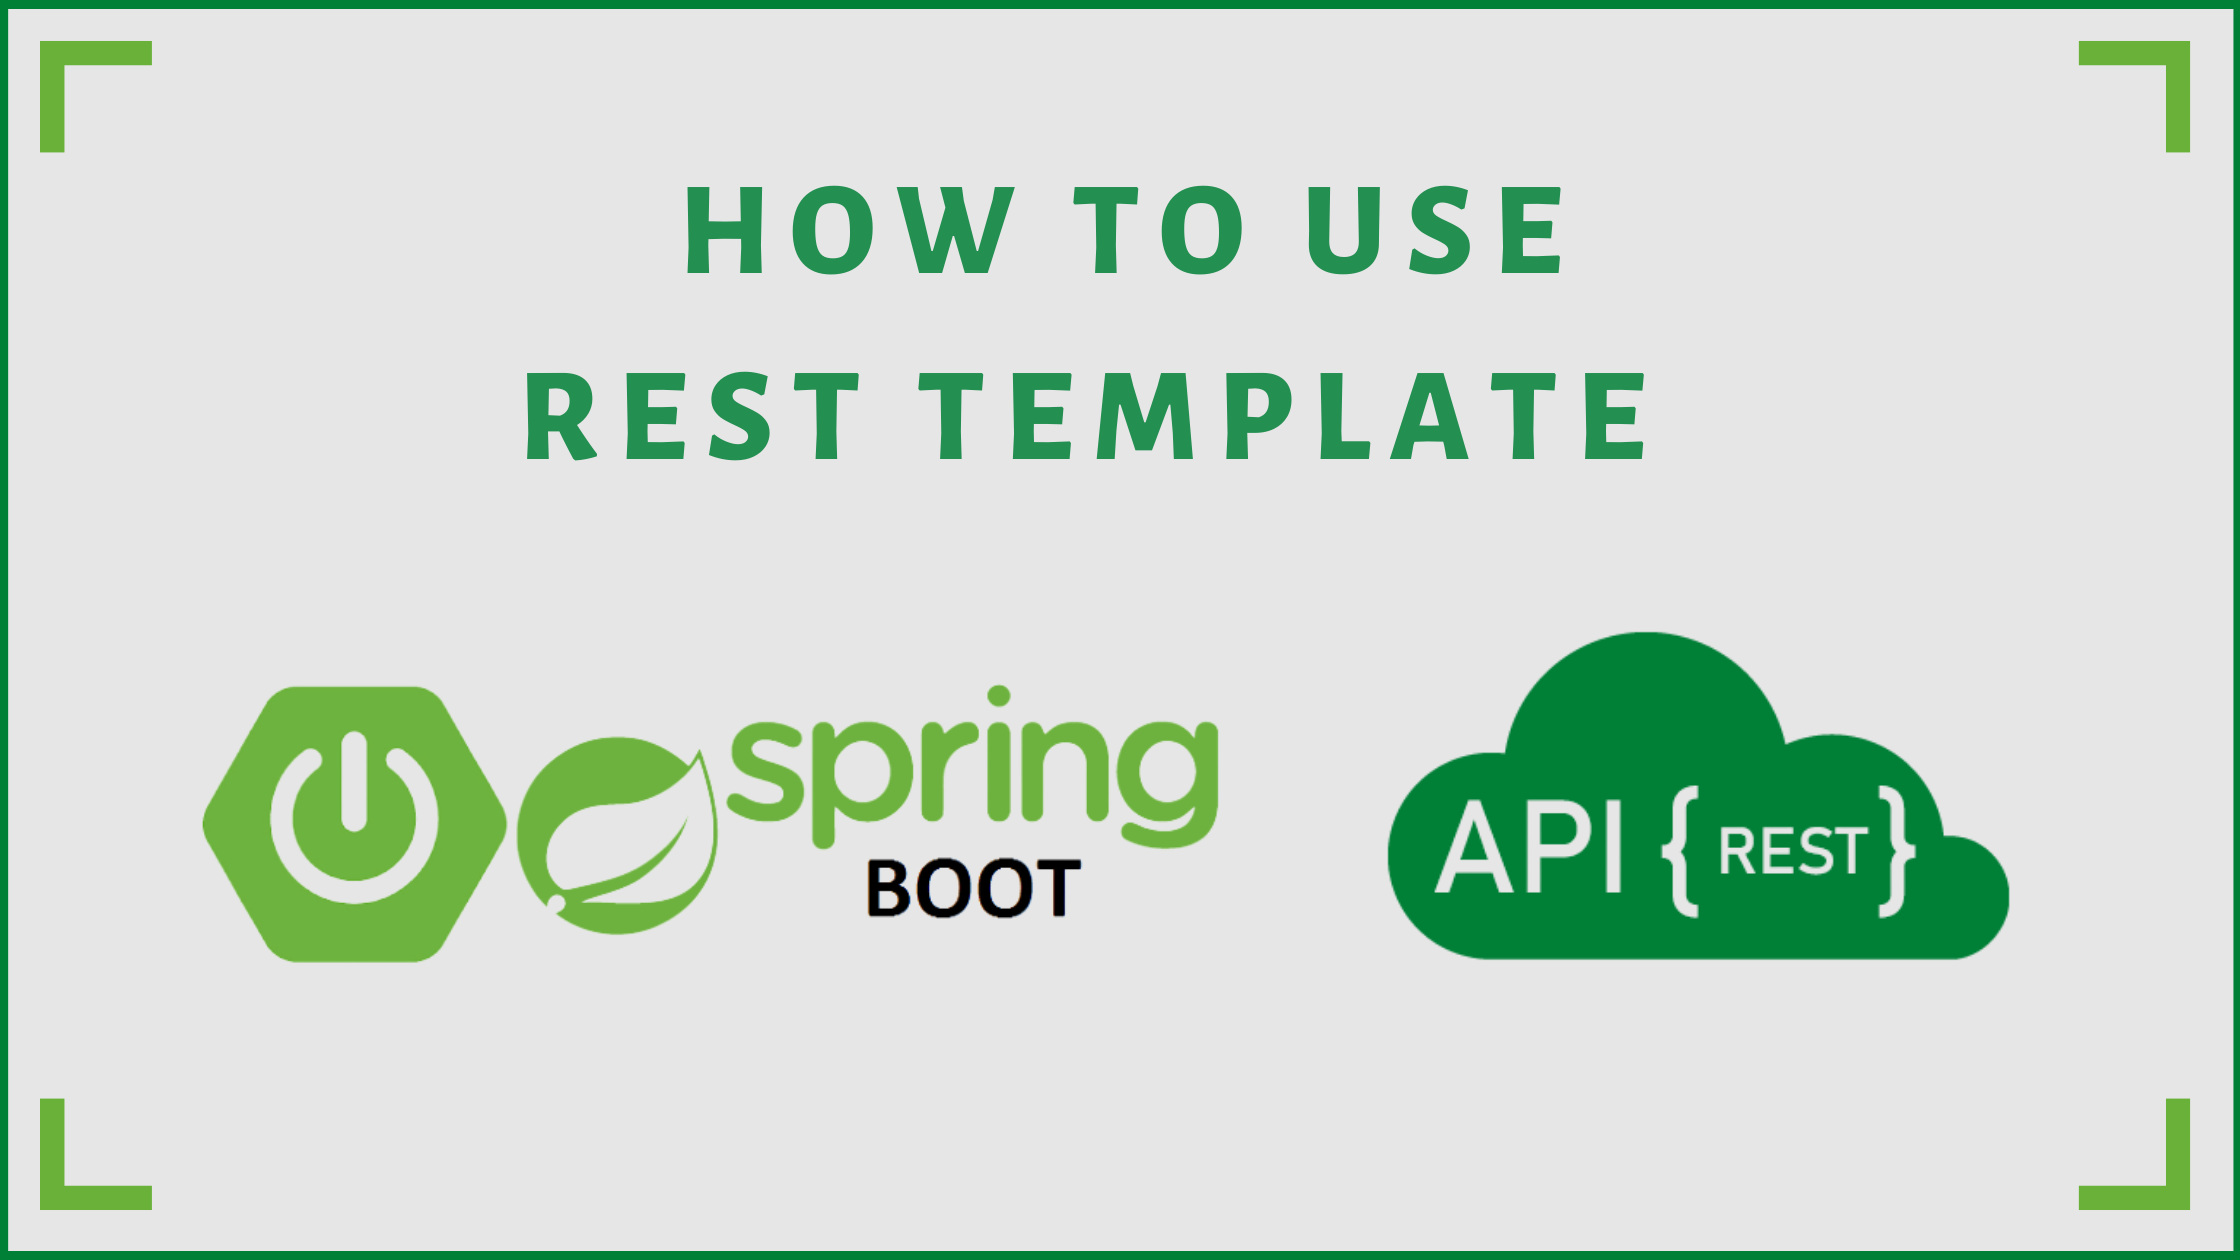 HOW TO USE
REST TEMPLATE
spring
BOOT
API {REST}